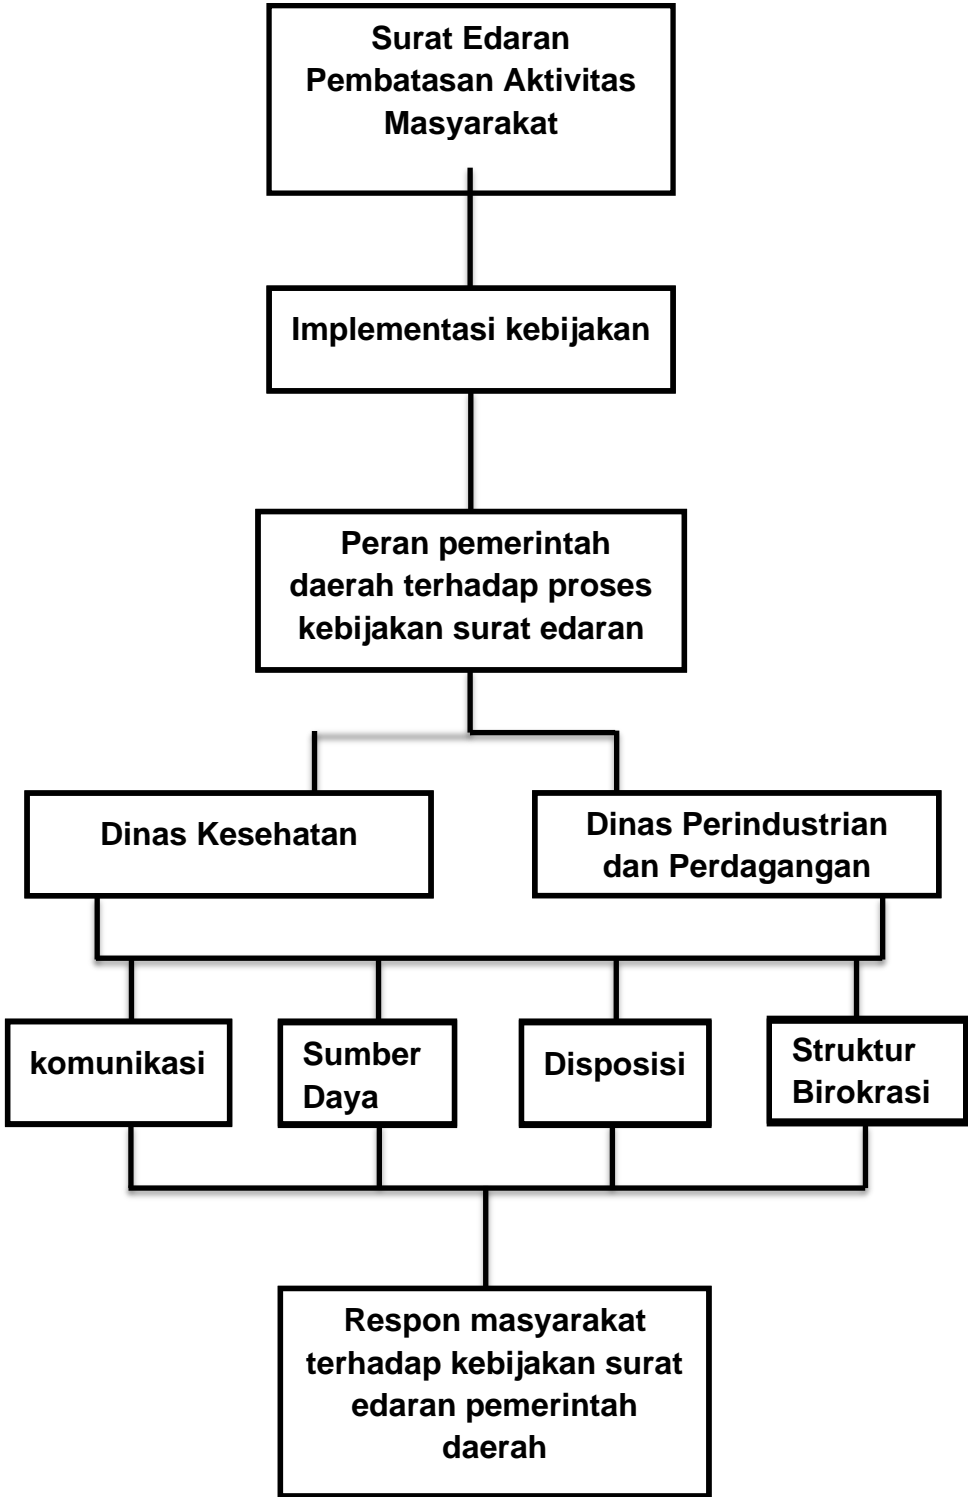 Surat Edaran
Pembatasan Aktivitas
Masyarakat
Implementasi kebijakan
Peran pemerintah
daerah terhadap proses
kebijakan surat edaran
Dinas Kesehatan
Dinas Perindustrian
dan Perdagangan
komunikasi
Sumber
Daya
Disposisi
Struktur
Birokrasi
Respon masyarakat
terhadap kebijakan surat
edaran pemerintah
daerah